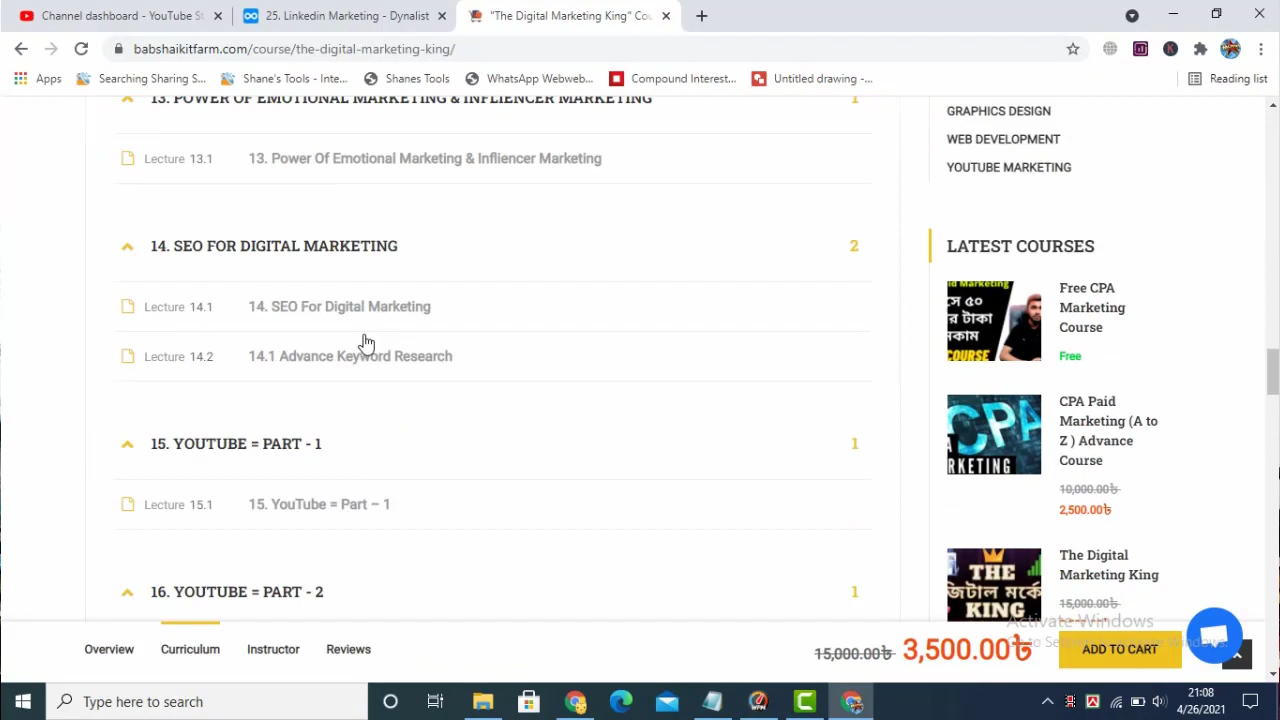 Channel dashboard - YouTube St
25. Linkedin Marketing - Dynalist
"The Digital Marketing King" Cou
babshaikitfarm.com/course/the-digital-marketing-king/
Apps
Searching Sharing S...
Shane's Tools - Inte...
Shanes Tools
WhatsApp Webweb...
Compound Interest...
Untitled drawing -...
Reading list
13. POWER OF EMOTIONAL MARKETING & INFLIENCER MARKETING
1
Lecture 13.1
13. Power Of Emotional Marketing & Infliencer Marketing
14. SEO FOR DIGITAL MARKETING
2
Lecture 14.1
14. SEO For Digital Marketing
Lecture 14.2
14.1 Advance Keyword Research
15. YOUTUBE = PART - 1
1
Lecture 15.1
15. YouTube = Part – 1
16. YOUTUBE = PART - 2
1
GRAPHICS DESIGN
WEB DEVELOPMENT
YOUTUBE MARKETING
LATEST COURSES
Free CPA
Marketing
Course
Free
CPA
CPA Paid
Marketing (A to
Z ) Advance
Course
10,000.00৳
2,500.00৳
THE
KING
The Digital
Marketing King
15,000.00৳
Overview
Curriculum
Instructor
Reviews
15,000.00৳
3,500.00৳
ADD TO CART
Activate Windows
Type here to search
21:08
4/26/2021